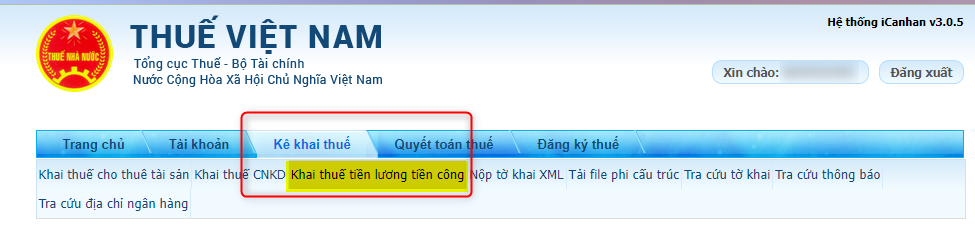 Hệ thống iCanhan v3.0.5
THUẾ NHÀ NƯỚC
THUẾ VIỆT NAM
Tổng cục Thuế - Bộ Tài chính
Nước Cộng Hòa Xã Hội Chủ Nghĩa Việt Nam
Xin chào:
Đăng xuất
Trang chủ Tài khoản Kê khai thuế Quyết toán thuế Đăng ký thuế
Khai thuế cho thuê tài sản Khai thuế CNKD Khai thuế tiền lương tiền công Nộp tờ khai XML Tải file phi cấu trúc Tra cứu tờ khai Tra cứu thông báo
Tra cứu địa chỉ ngân hàng